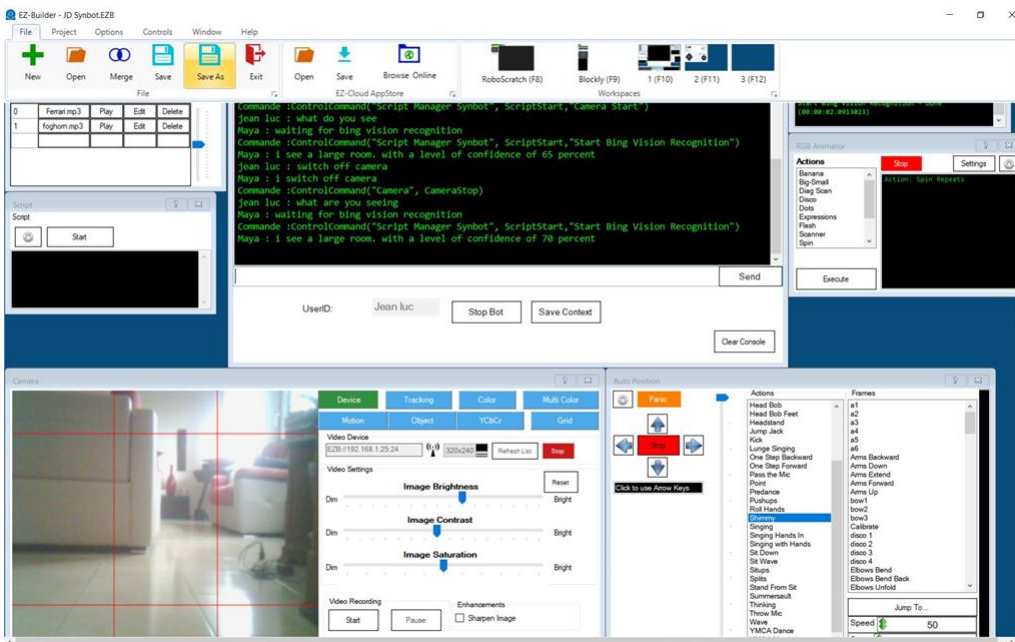 EZ-Builder - JD Synbot.EZB
File Project Options Controls Window Help
New Open Merge Save Save As Exit Open Save Browse Online RoboScratch (F8) Blockly (F9) 1 (F10) 2 (F11) 3 (F12)
File EZ-Cloud AppStore Workspaces
0 Ferrari.mp3 Play Edit Delete
1 foghorn.mp3 Play Edit Delete
Script
Script
Start
Commande :ControlCommand("Script Manager Synbot", ScriptStart,"Camera Start")
jean luc : what do you see
Maya : waiting for bing vision recognition
Commande :ControlCommand("Script Manager Synbot", ScriptStart,"Start Bing Vision Recognition")
Maya : i see a large room. with a level of confidence of 65 percent
jean luc : switch off camera
Maya : i switch off camera
Commande :ControlCommand("Camera", CameraStop)
jean luc : what are you seeing
Maya : waiting for bing vision recognition
Commande :ControlCommand("Script Manager Synbot", ScriptStart,"Start Bing Vision Recognition")
Maya : i see a large room. with a level of confidence of 70 percent
Send
UserID: Jean luc Stop Bot Save Context
Clear Console
Start Bing Vision Recognition - Done
(00:00:02.0913023)
RGB Animator
Actions Stop Settings
Banana
Big-Small
Diag Scan
Disco
Dots
Expressions
Flash
Scanner
Spin
Execute
Action: Spin Repeats
Camera
Device Tracking Color Multi Color
Motion Object YCbCr Grid
Video Device
EZB://192.168.1.25:24 320x240 Refresh List Stop
Video Settings
Reset
Image Brightness
Dim Bright
Image Contrast
Dim Bright
Image Saturation
Dim Bright
Video Recording
Start Pause
Enhancements
Sharpen Image
Auto Position
Panic
Stop
Click to use Arrow Keys
Actions
Head Bob
Head Bob Feet
Headstand
Jump Jack
Kick
Lunge Singing
One Step Backward
One Step Forward
Pass the Mic
Point
Predance
Pushups
Roll Hands
Shimmy
Singing
Singing Hands In
Singing with Hands
Sit Down
Sit Wave
Situps
Splits
Stand From Sit
Summersault
Thinking
Throw Mic
Wave
YMCA Dance
Frames
a1
a2
a3
a4
a5
a6
Arms Backward
Arms Down
Arms Extend
Arms Forward
Arms Up
bow1
bow2
bow3
Calibrate
disco 1
disco 2
disco 3
disco 4
Elbows Bend
Elbows Bend Back
Elbows Unfold
Jump To...
Speed 50